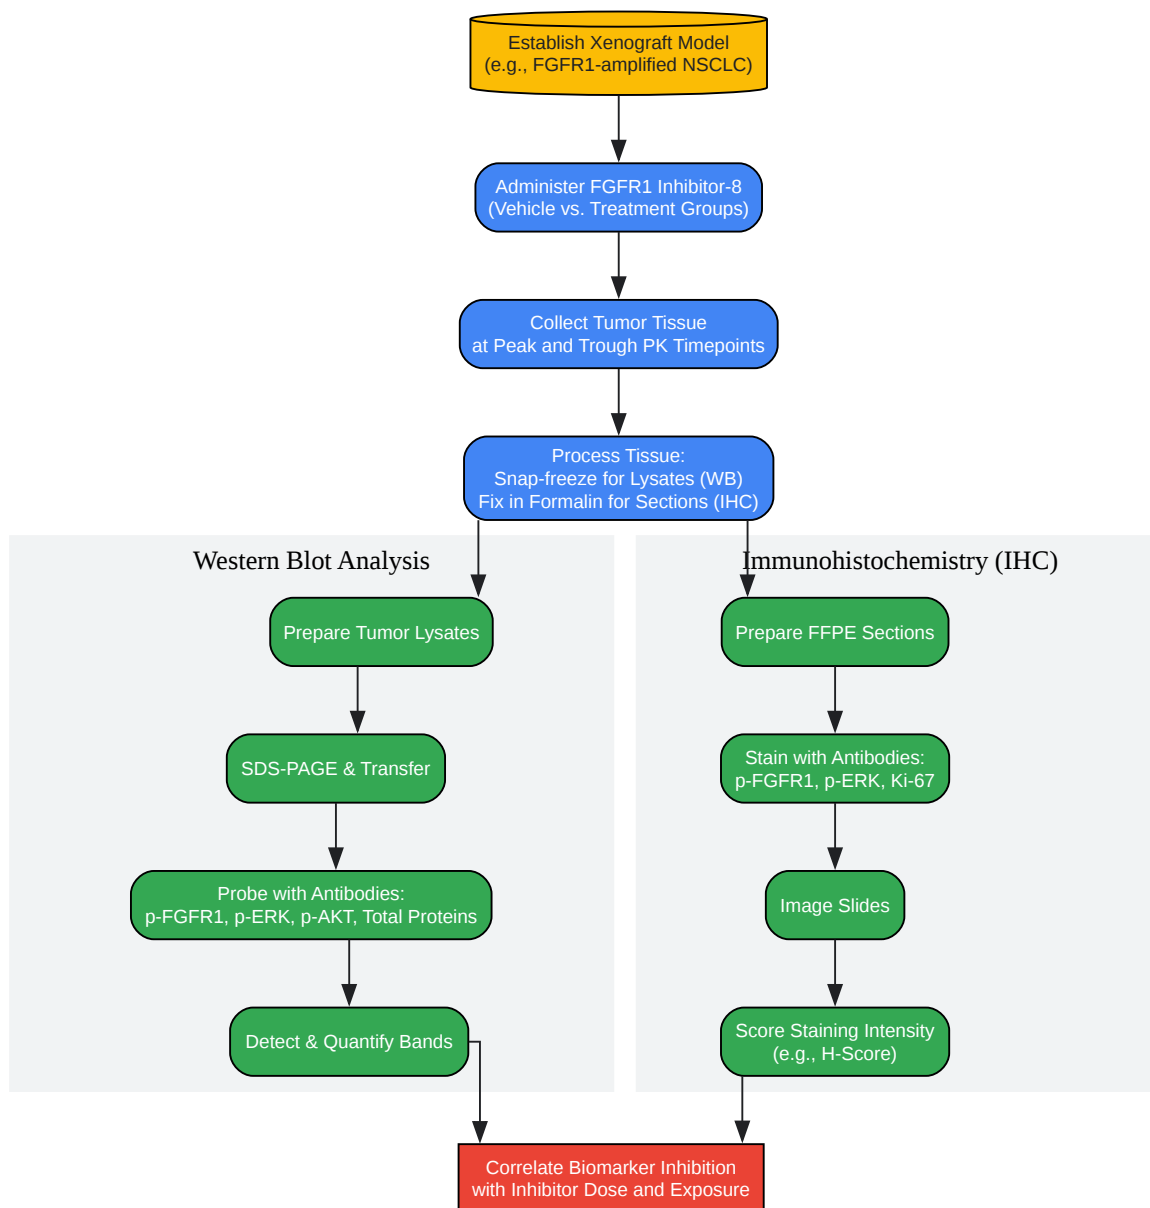 Establish Xenograft Model
(e.g., FGFR1-amplified NSCLC)
Administer FGFR1 Inhibitor-8
(Vehicle vs. Treatment Groups)
Collect Tumor Tissue
at Peak and Trough PK Timepoints
Process Tissue:
Snap-freeze for Lysates (WB)
Fix in Formalin for Sections (IHC)
Western Blot Analysis
Prepare Tumor Lysates
SDS-PAGE & Transfer
Probe with Antibodies:
p-FGFR1, p-ERK, p-AKT, Total Proteins
Detect & Quantify Bands
Immunohistochemistry (IHC)
Prepare FFPE Sections
Stain with Antibodies:
p-FGFR1, p-ERK, Ki-67
Image Slides
Score Staining Intensity
(e.g., H-Score)
Correlate Biomarker Inhibition
with Inhibitor Dose and Exposure